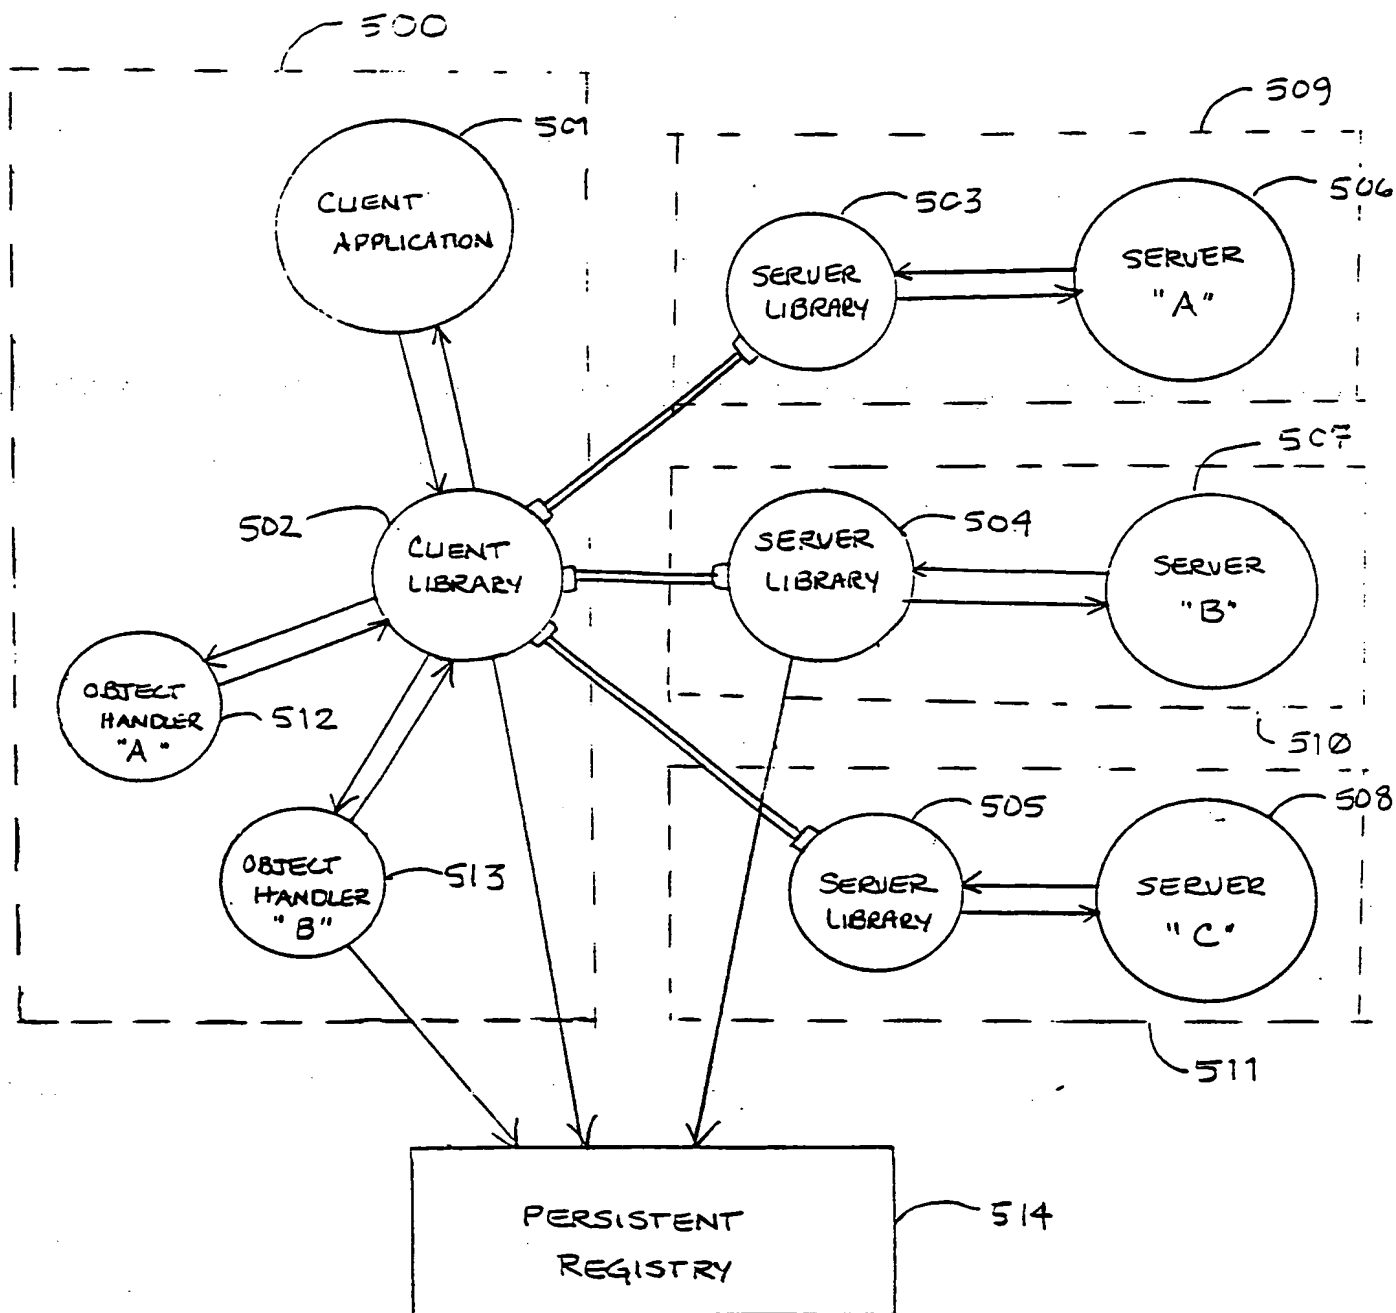 500
501
CLIENT
APPLICATION
509
503
506
SERVER
LIBRARY
SERVER
"A"
507
502
CLIENT
LIBRARY
504
SERVER
LIBRARY
SERVER
"B"
OBJECT
HANDLER
"A"
512
510
OBJECT
HANDLER
"B"
513
505
508
SERVER
LIBRARY
SERVER
"C"
511
PERSISTENT
REGISTRY
514